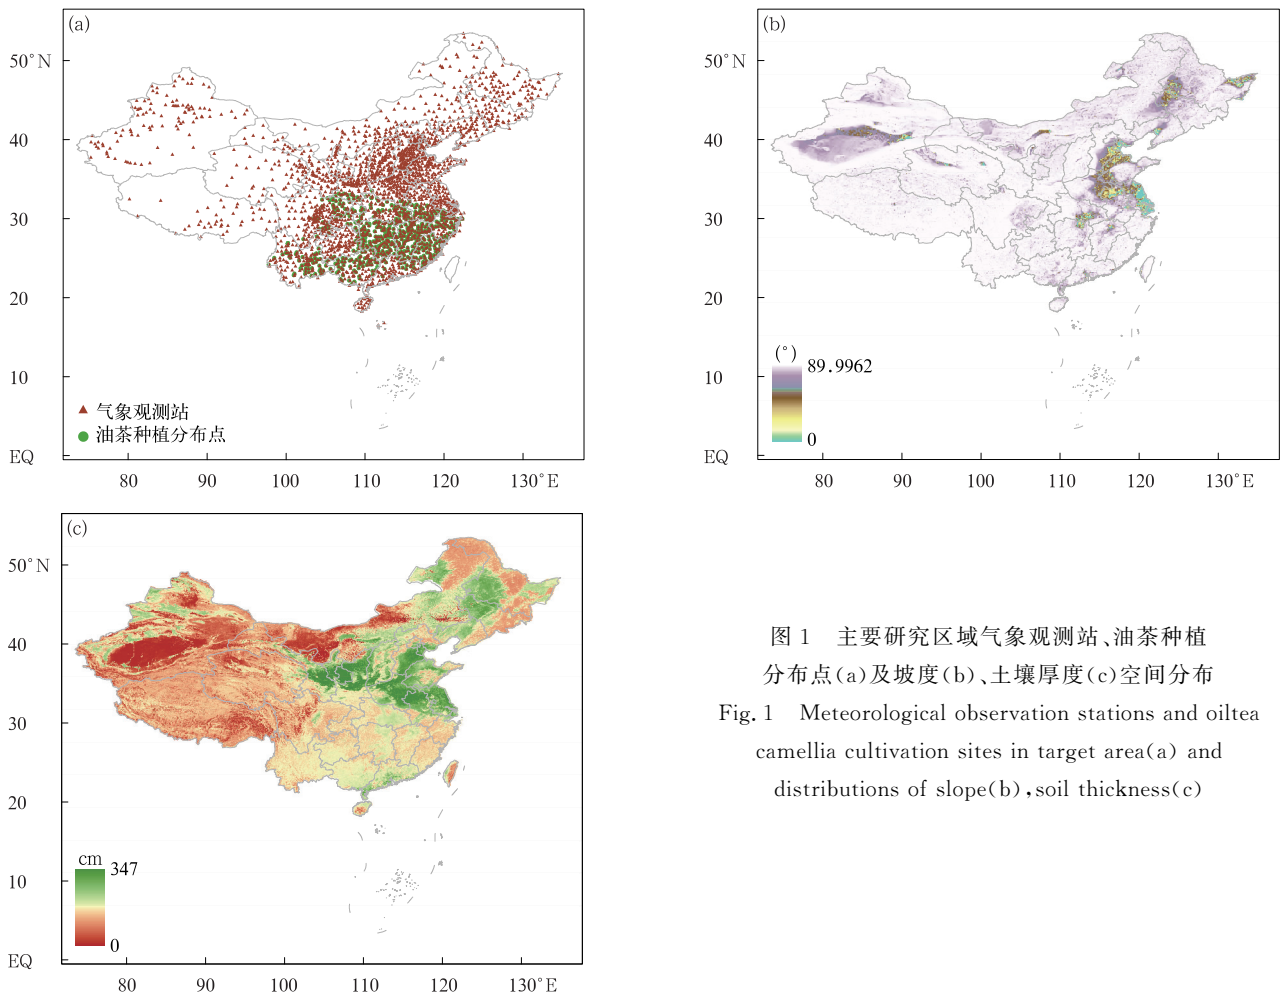 (a)
50°N
40
30
20
10
EQ
气象观测站
油茶种植分布点
80 90 100 110 120 130°E
(b)
50°N
40
30
20
10
EQ
(°)
89.9962
0
80 90 100 110 120 130°E
(c)
50°N
40
30
20
10
EQ
cm
347
0
80 90 100 110 120 130°E
图 1 主要研究区域气象观测站、油茶种植
分布点(a)及坡度(b)、土壤厚度(c)空间分布
Fig. 1 Meteorological observation stations and oiltea
camellia cultivation sites in target area(a) and
distributions of slope(b),soil thickness(c)